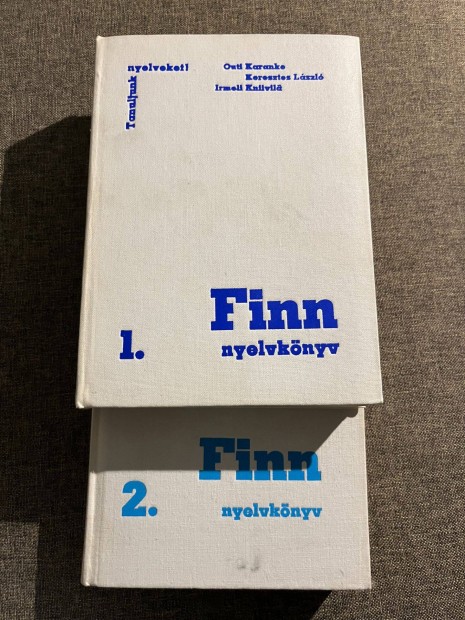 Tanuljunk
nyelveket!
Outi Karanko
Keresztes László
Irmeli Kniivilä
1.
Finn
nyelvkönyv
2.
Finn
nyelvkönyv